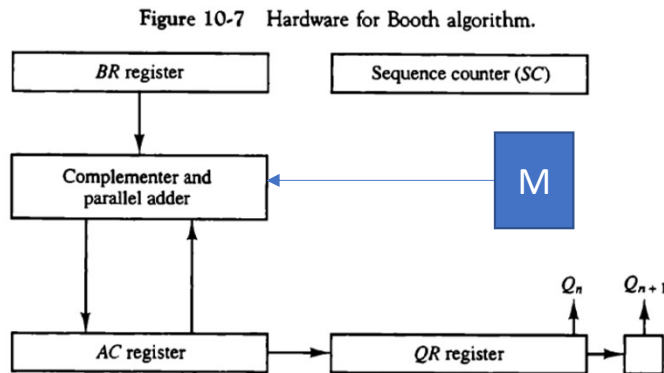 Figure 10-7 Hardware for Booth algorithm.
BR register
Sequence counter (SC)
Complementer and
parallel adder
M
Qn
Qn+1
AC register
QR register